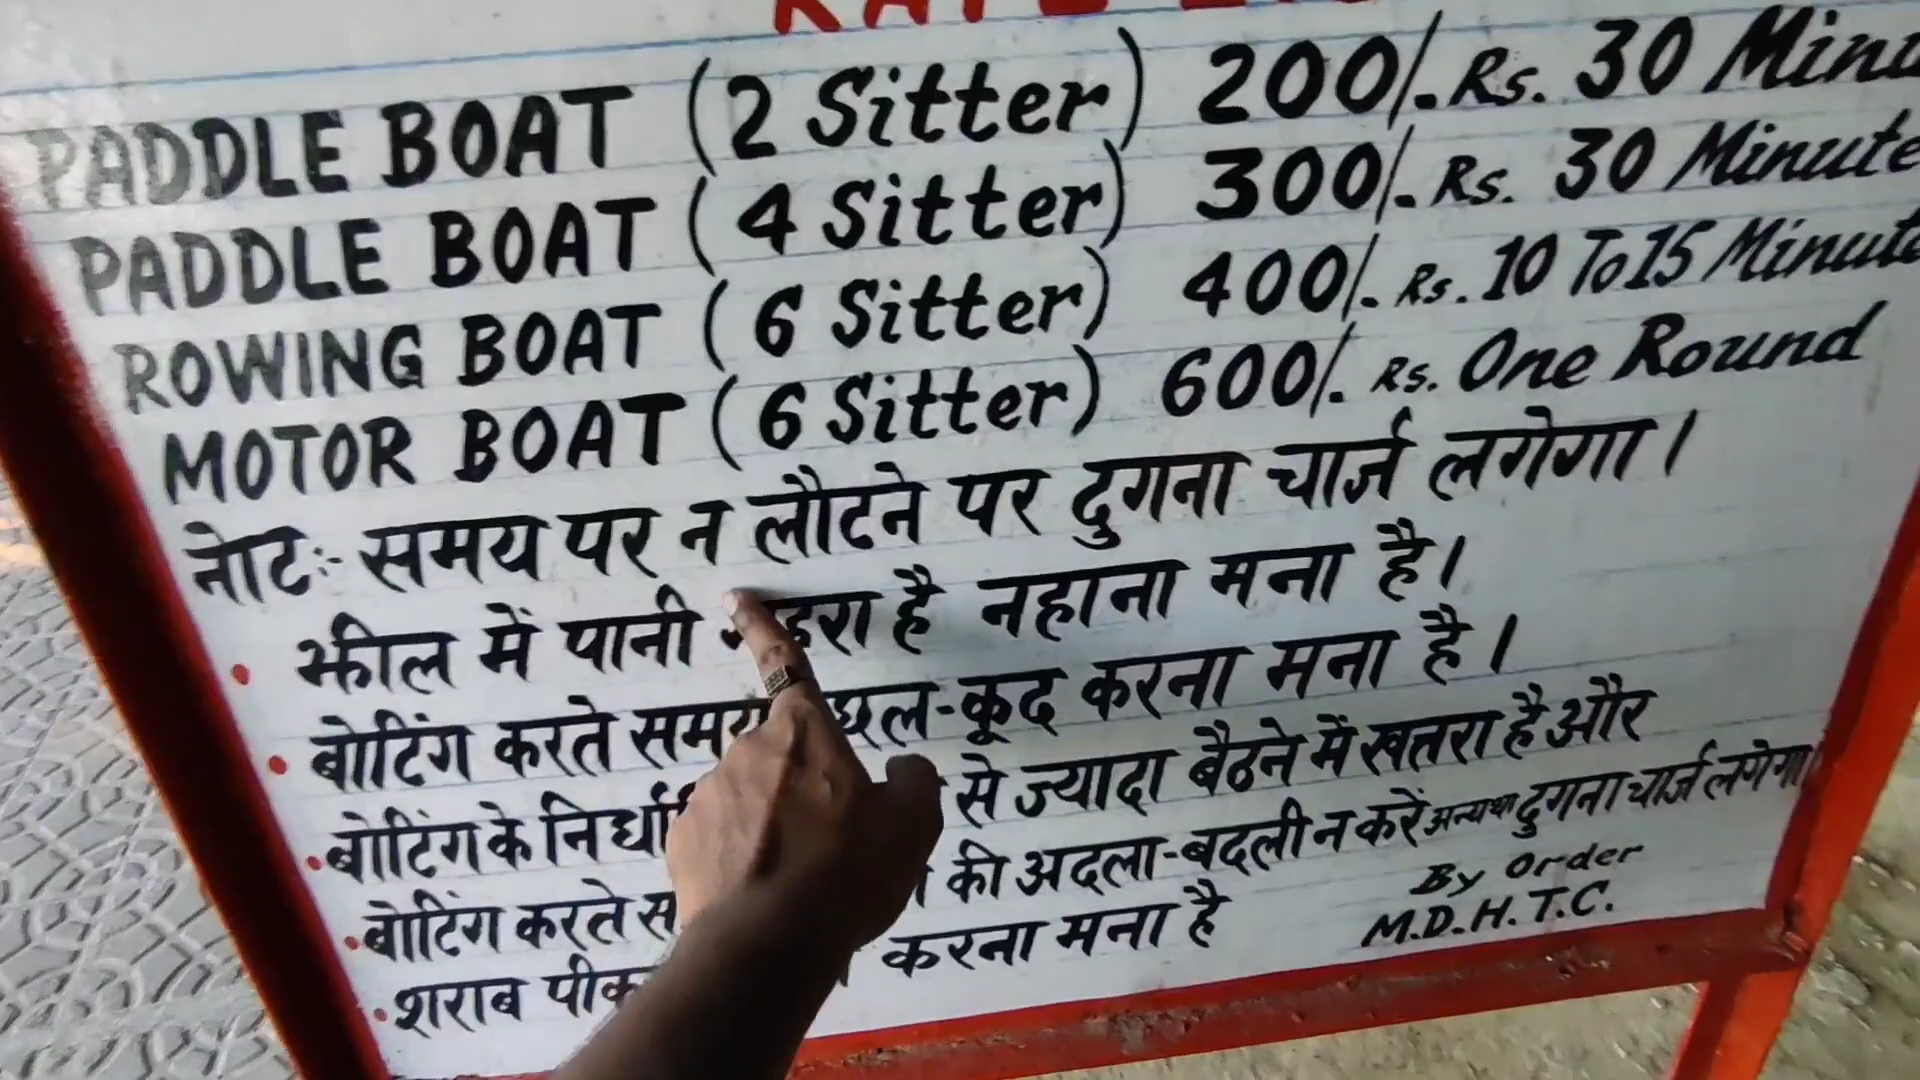 PADDLE BOAT (2 Sitter) 200/. Rs. 30
PADDLE BOAT (4 Sitter) 300/. Rs. 30 Minute
ROWING BOAT (6 Sitter) 400/. Rs. 10 To 15 Minute
MOTOR BOAT (6 Sitter) 600/. Rs. One Round
नोट:- समय पर न लौटने पर दुगना चार्ज लगेगा।
• झील में पानी है नहाना मना है।
• बोटिंग करते समय कूद करना मना है।
• बोटिंग के से ज्यादा बैठने में खतरा है और
• बोटिंग करते की अदला-बदली न करें अन्यथा दुगना चार्ज लगेगा।
• शराब करना मना है
By Order
M.D.H.T.C.